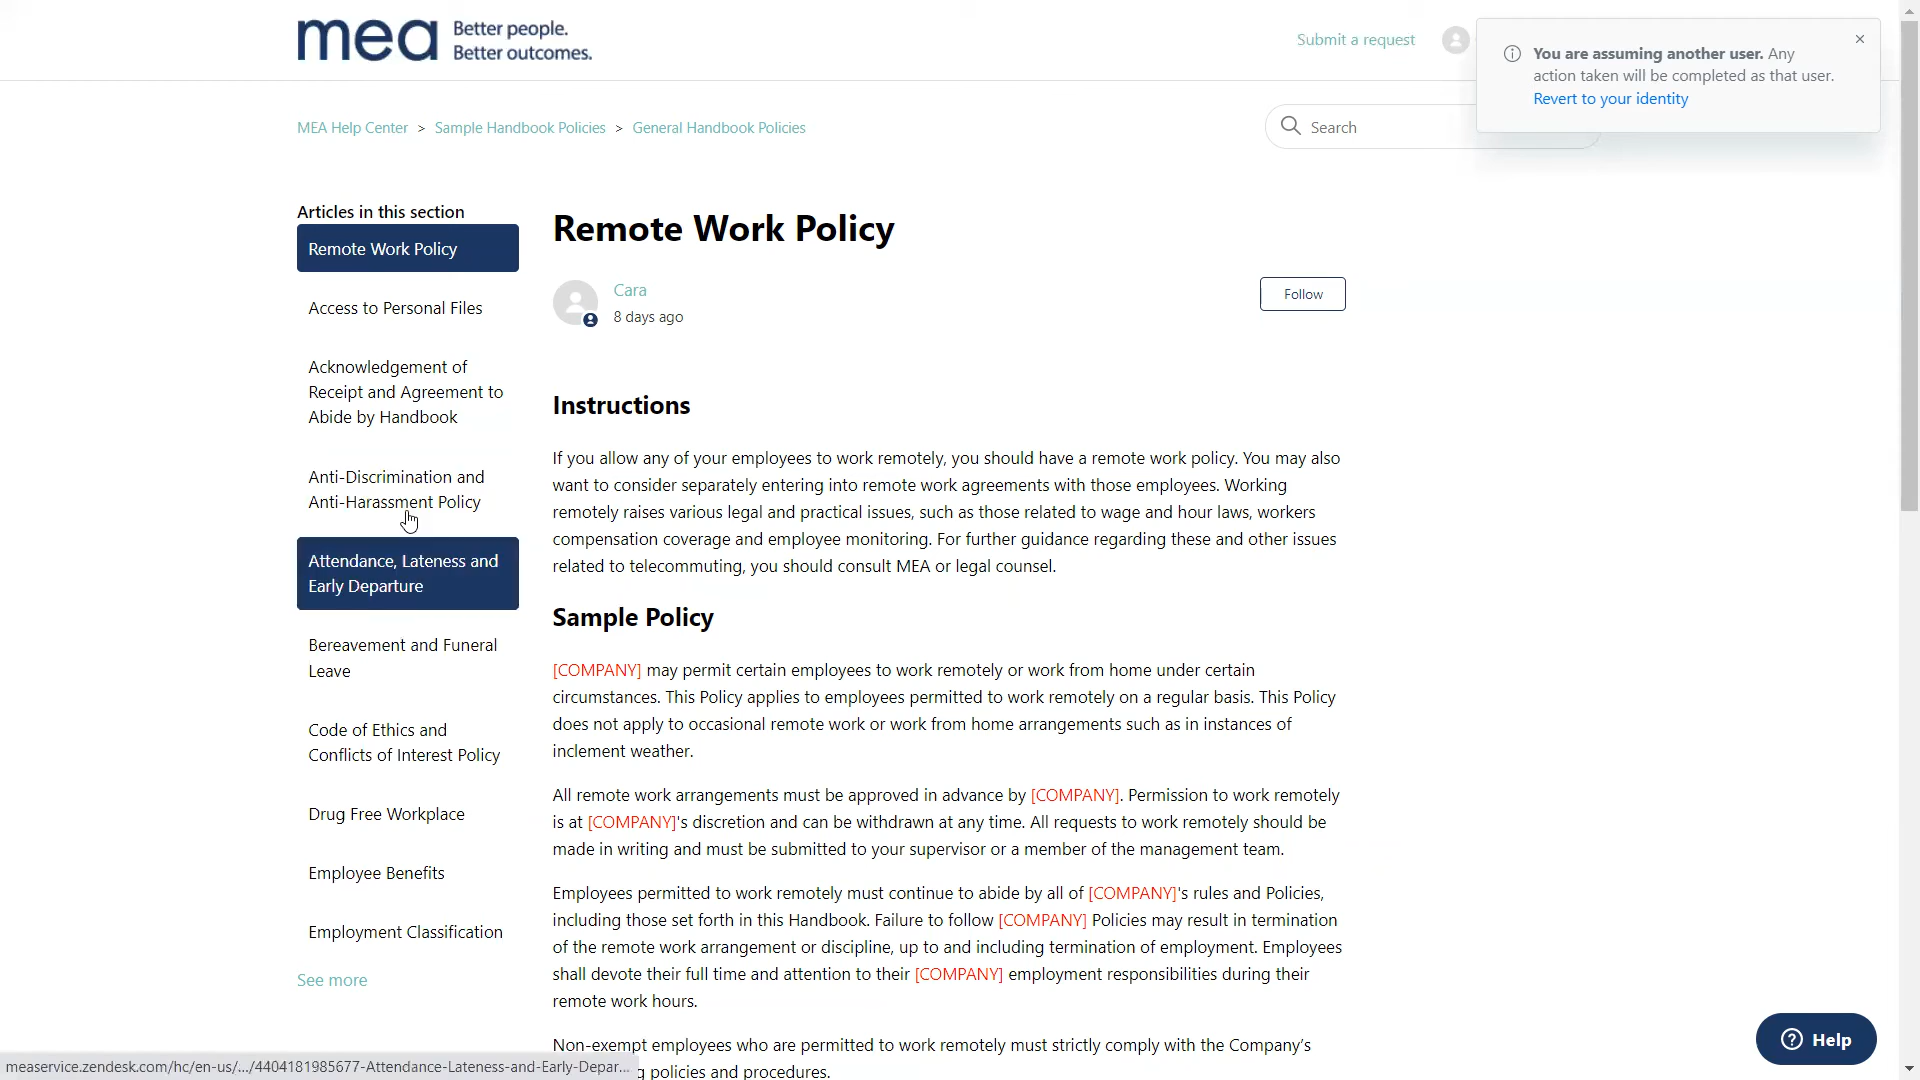 mea Better people.
Better outcomes.
Submit a request
You are assuming another user. Any
action taken will be completed as that user.
Revert to your identity
MEA Help Center > Sample Handbook Policies > General Handbook Policies
Search
Articles in this section
Remote Work Policy
Access to Personal Files
Acknowledgement of
Receipt and Agreement to
Abide by Handbook
Anti-Discrimination and
Anti-Harassment Policy
Attendance, Lateness and
Early Departure
Bereavement and Funeral
Leave
Code of Ethics and
Conflicts of Interest Policy
Drug Free Workplace
Employee Benefits
Employment Classification
See more
Remote Work Policy
Cara
8 days ago
Follow
Instructions
If you allow any of your employees to work remotely, you should have a remote work policy. You may also
want to consider separately entering into remote work agreements with those employees. Working
remotely raises various legal and practical issues, such as those related to wage and hour laws, workers
compensation coverage and employee monitoring. For further guidance regarding these and other issues
related to telecommuting, you should consult MEA or legal counsel.
Sample Policy
[COMPANY] may permit certain employees to work remotely or work from home under certain
circumstances. This Policy applies to employees permitted to work remotely on a regular basis. This Policy
does not apply to occasional remote work or work from home arrangements such as in instances of
inclement weather.
All remote work arrangements must be approved in advance by [COMPANY]. Permission to work remotely
is at [COMPANY]'s discretion and can be withdrawn at any time. All requests to work remotely should be
made in writing and must be submitted to your supervisor or a member of the management team.
Employees permitted to work remotely must continue to abide by all of [COMPANY]'s rules and Policies,
including those set forth in this Handbook. Failure to follow [COMPANY] Policies may result in termination
of the remote work arrangement or discipline, up to and including termination of employment. Employees
shall devote their full time and attention to their [COMPANY] employment responsibilities during their
remote work hours.
Non-exempt employees who are permitted to work remotely must strictly comply with the Company's
policies and procedures.
Help
measervice.zendesk.com/hc/en-us/.../4404181985677-Attendance-Lateness-and-Early-Depar...